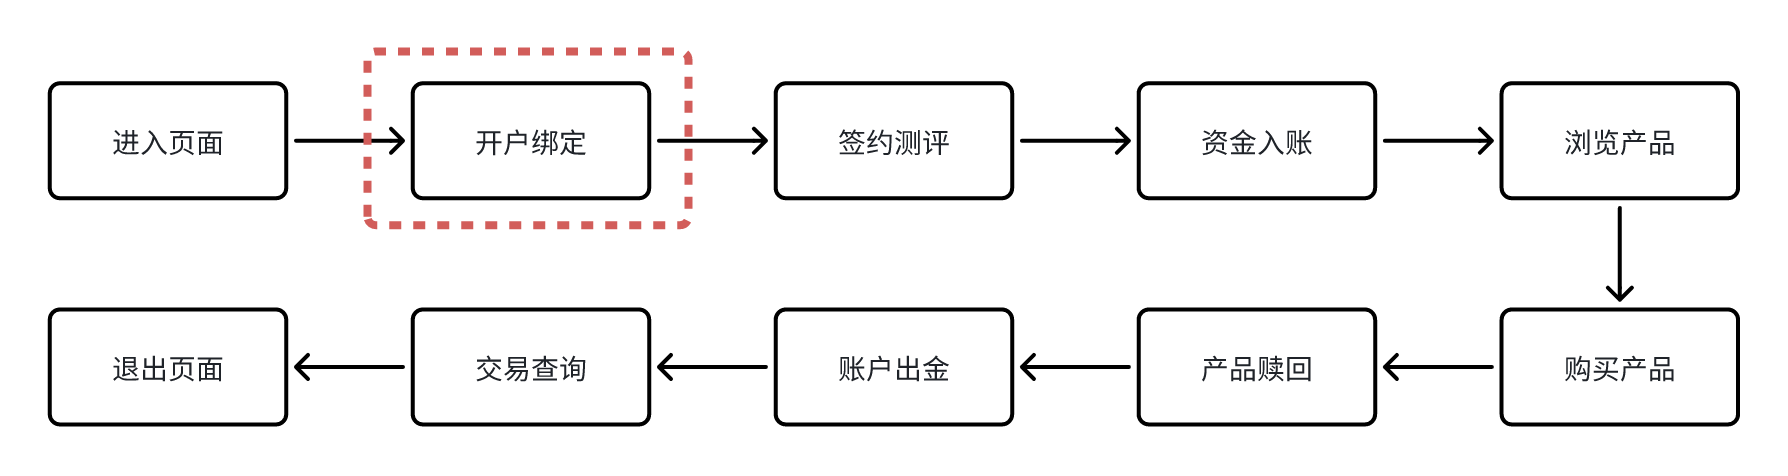 进入页面
开户绑定
签约测评
资金入账
浏览产品
购买产品
产品赎回
账户出金
交易查询
退出页面